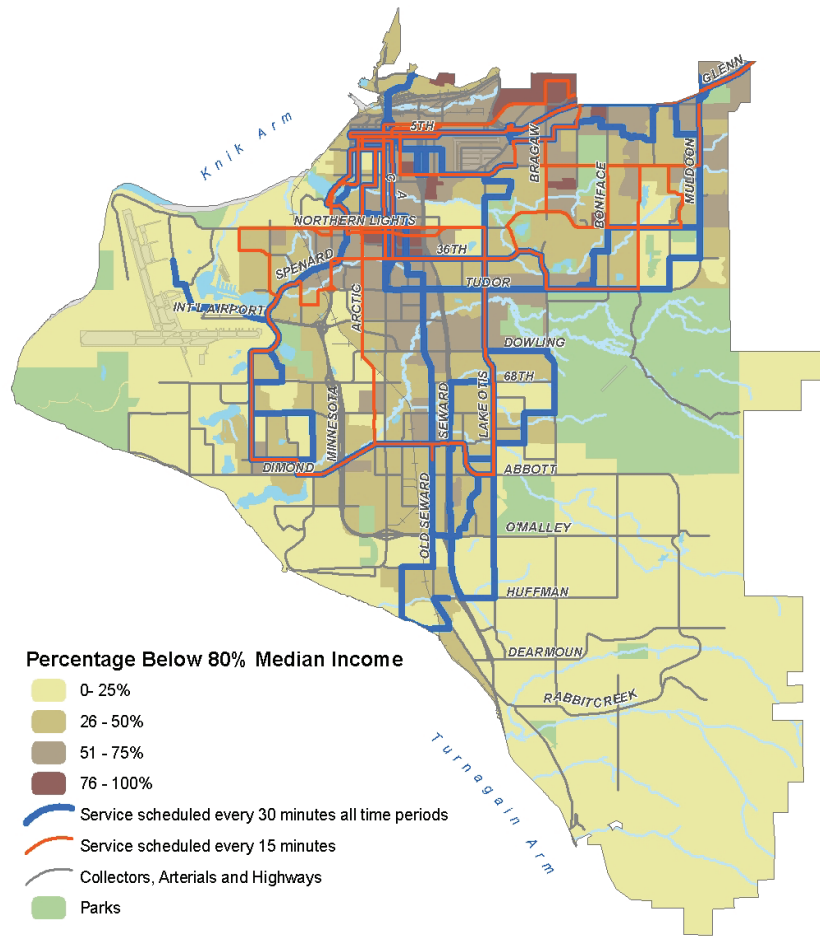 GLENN
Knik Arm
5TH
BRAGAW
BONIFACE
MULDOON
C
A
NORTHERN LIGHTS
36TH
SPENARD
TUDOR
INT'L AIRPORT
ARCTIC
DOWLING
68TH
MINNESOTA
SEWARD
LAKE OTIS
DIMOND
ABBOTT
OLD SEWARD
O'MALLEY
HUFFMAN
DEARMOUN
RABBITCREEK
Turnagain Arm
Percentage Below 80% Median Income
0- 25%
26 - 50%
51 - 75%
76 - 100%
Service scheduled every 30 minutes all time periods
Service scheduled every 15 minutes
Collectors, Arterials and Highways
Parks